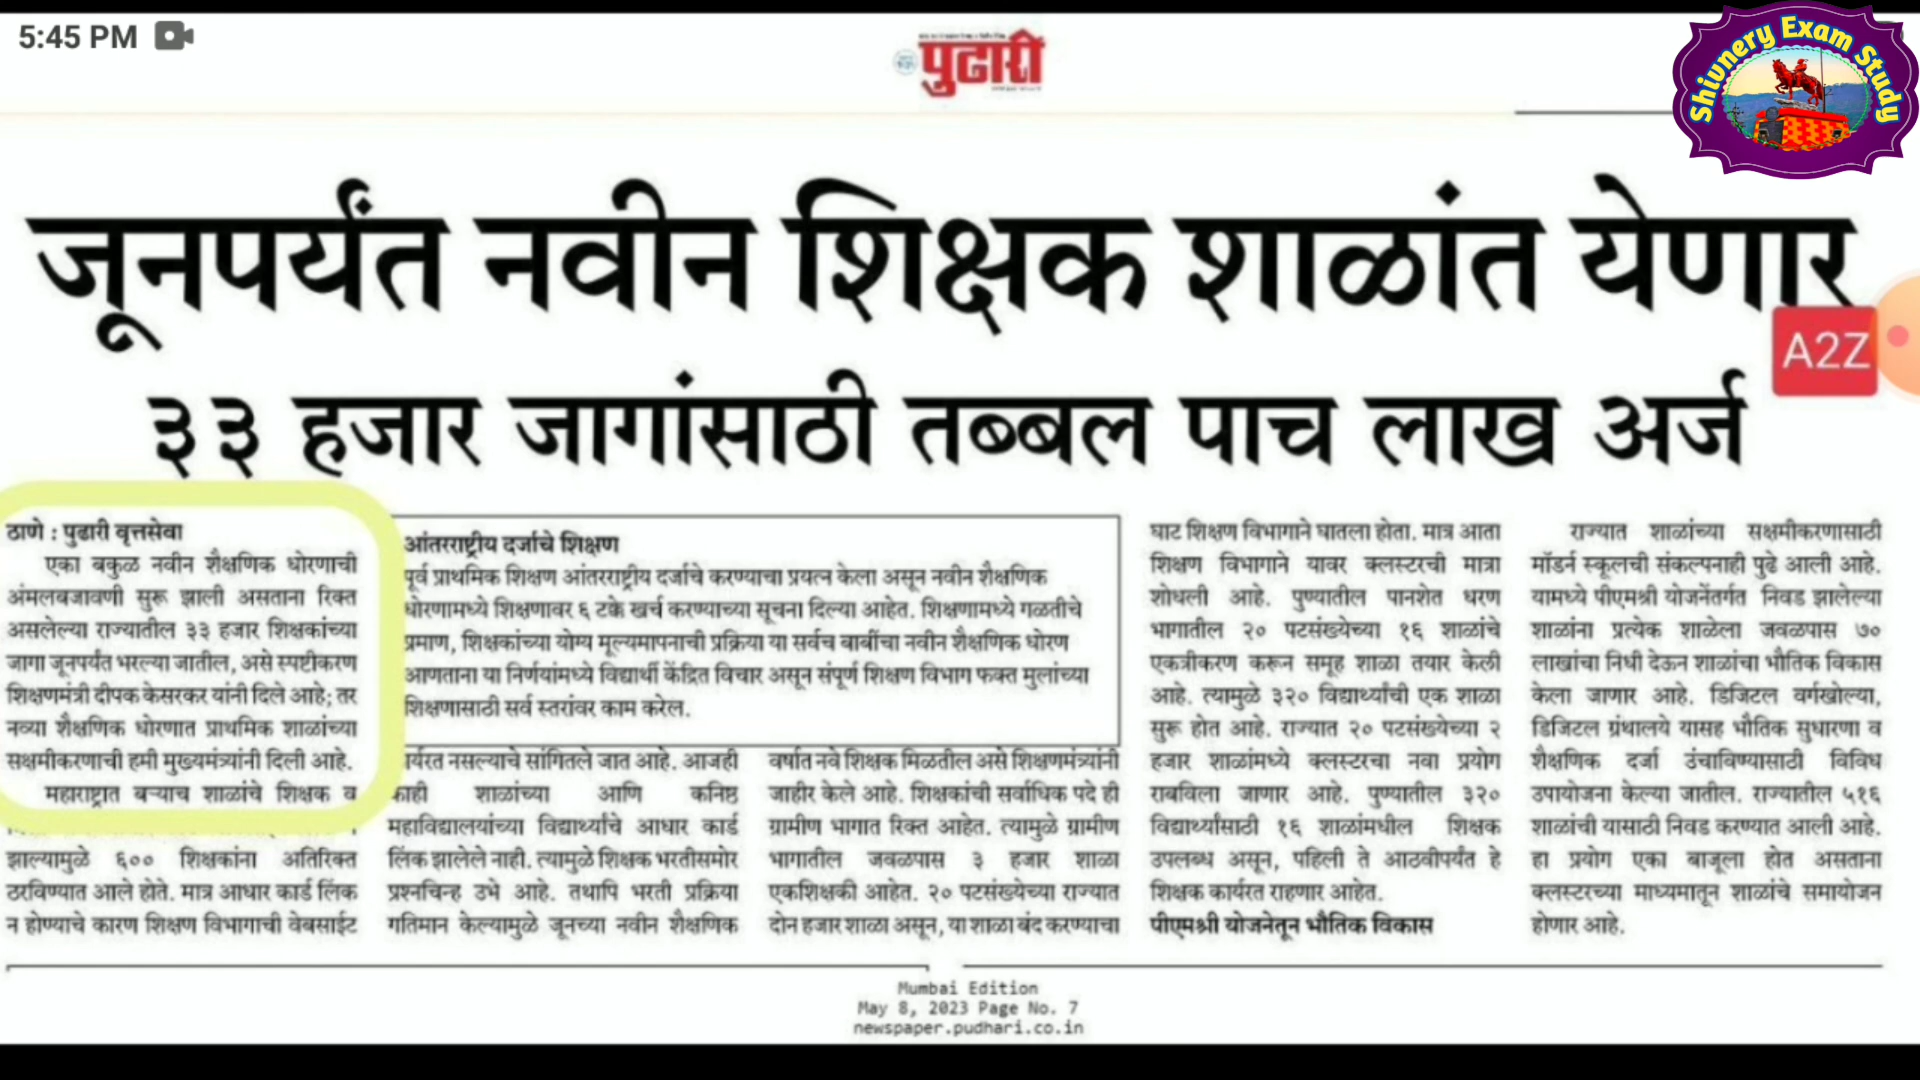 5:45 PM
पुढारी
Shivnery Exam Study
जूनपर्यंत नवीन शिक्षक शाळांत येणार
A2Z
३३ हजार जागांसाठी तब्बल पाच लाख अर्ज
ठाणे : पुढारी वृत्तसेवा
एका बकुळ नवीन शैक्षणिक धोरणाची
अंमलबजावणी सुरू झाली असताना रिक्त
असलेल्या राज्यातील ३३ हजार शिक्षकांच्या
जागा जूनपर्यंत भरल्या जातील, असे स्पष्टीकरण
शिक्षणमंत्री दीपक केसरकर यांनी दिले आहे; तर
नव्या शैक्षणिक धोरणात प्राथमिक शाळांच्या
सक्षमीकरणाची हमी मुख्यमंत्र्यांनी दिली आहे.
महाराष्ट्रात बऱ्याच शाळांचे शिक्षक व
झाल्यामुळे ६०० शिक्षकांना अतिरिक्त
ठरविण्यात आले होते. मात्र आधार कार्ड लिंक
न होण्याचे कारण शिक्षण विभागाची वेबसाईट
आंतरराष्ट्रीय दर्जाचे शिक्षण
पूर्व प्राथमिक शिक्षण आंतरराष्ट्रीय दर्जाचे करण्याचा प्रयत्न केला असून नवीन शैक्षणिक
धोरणामध्ये शिक्षणावर ६ टक्के खर्च करण्याच्या सूचना दिल्या आहेत. शिक्षणामध्ये गळतीचे
प्रमाण, शिक्षकांच्या योग्य मूल्यमापनाची प्रक्रिया या सर्वच बाबींचा नवीन शैक्षणिक धोरण
आणताना या निर्णयांमध्ये विद्यार्थी केंद्रित विचार असून संपूर्ण शिक्षण विभाग फक्त मुलांच्या
शिक्षणासाठी सर्व स्तरांवर काम करेल.
र्यरत नसल्याचे सांगितले जात आहे. आजही
काही शाळांच्या आणि कनिष्ठ
महाविद्यालयांच्या विद्यार्थ्यांचे आधार कार्ड
लिंक झालेले नाही. त्यामुळे शिक्षक भरतीसमोर
प्रश्नचिन्ह उभे आहे. तथापि भरती प्रक्रिया
गतिमान केल्यामुळे जूनच्या नवीन शैक्षणिक
वर्षात नवे शिक्षक मिळतील असे शिक्षणमंत्र्यांनी
जाहीर केले आहे. शिक्षकांची सर्वाधिक पदे ही
ग्रामीण भागात रिक्त आहेत. त्यामुळे ग्रामीण
भागातील जवळपास ३ हजार शाळा
एकशिक्षकी आहेत. २० पटसंख्येच्या राज्यात
दोन हजार शाळा असून, या शाळा बंद करण्याचा
घाट शिक्षण विभागाने घातला होता. मात्र आता
शिक्षण विभागाने यावर क्लस्टरची मात्रा
शोधली आहे. पुण्यातील पानशेत धरण
भागातील २० पटसंख्येच्या १६ शाळांचे
एकत्रीकरण करून समूह शाळा तयार केली
आहे. त्यामुळे ३२० विद्यार्थ्यांची एक शाळा
सुरू होत आहे. राज्यात २० पटसंख्येच्या २
हजार शाळांमध्ये क्लस्टरचा नवा प्रयोग
राबविला जाणार आहे. पुण्यातील ३२०
विद्यार्थ्यांसाठी १६ शाळांमधील शिक्षक
उपलब्ध असून, पहिली ते आठवीपर्यंत हे
शिक्षक कार्यरत राहणार आहेत.
पीएमश्री योजनेतून भौतिक विकास
राज्यात शाळांच्या सक्षमीकरणासाठी
मॉडर्न स्कूलची संकल्पनाही पुढे आली आहे.
यामध्ये पीएमश्री योजनेंतर्गत निवड झालेल्या
शाळांना प्रत्येक शाळेला जवळपास ७०
लाखांचा निधी देऊन शाळांचा भौतिक विकास
केला जाणार आहे. डिजिटल वर्गखोल्या,
डिजिटल ग्रंथालये यासह भौतिक सुधारणा व
शैक्षणिक दर्जा उंचाविण्यासाठी विविध
उपायोजना केल्या जातील. राज्यातील ५१६
शाळांची यासाठी निवड करण्यात आली आहे.
हा प्रयोग एका बाजूला होत असताना
क्लस्टरच्या माध्यमातून शाळांचे समायोजन
होणार आहे.
Mumbai Edition
May 8, 2023 Page No. 7
newspaper.pudhari.co.in